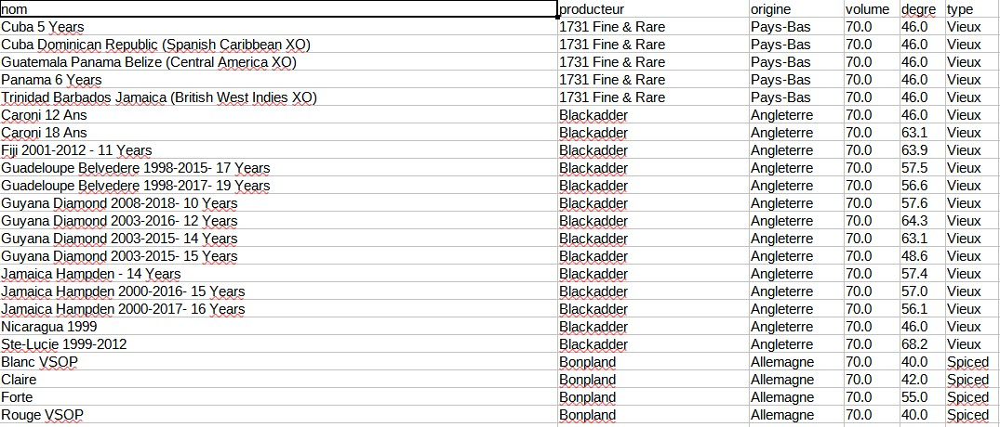 nom producteur origine volume degre type
Cuba 5 Years 1731 Fine & Rare Pays-Bas 70.0 46.0 Vieux
Cuba Dominican Republic (Spanish Caribbean XO) 1731 Fine & Rare Pays-Bas 70.0 46.0 Vieux
Guatemala Panama Belize (Central America XO) 1731 Fine & Rare Pays-Bas 70.0 46.0 Vieux
Panama 6 Years 1731 Fine & Rare Pays-Bas 70.0 46.0 Vieux
Trinidad Barbados Jamaica (British West Indies XO) 1731 Fine & Rare Pays-Bas 70.0 46.0 Vieux
Caroni 12 Ans Blackadder Angleterre 70.0 46.0 Vieux
Caroni 18 Ans Blackadder Angleterre 70.0 63.1 Vieux
Fiji 2001-2012 - 11 Years Blackadder Angleterre 70.0 63.9 Vieux
Guadeloupe Belvedere 1998-2015- 17 Years Blackadder Angleterre 70.0 57.5 Vieux
Guadeloupe Belvedere 1998-2017- 19 Years Blackadder Angleterre 70.0 56.6 Vieux
Guyana Diamond 2008-2018- 10 Years Blackadder Angleterre 70.0 57.6 Vieux
Guyana Diamond 2003-2016- 12 Years Blackadder Angleterre 70.0 64.3 Vieux
Guyana Diamond 2003-2015- 14 Years Blackadder Angleterre 70.0 63.1 Vieux
Guyana Diamond 2003-2015- 15 Years Blackadder Angleterre 70.0 48.6 Vieux
Jamaica Hampden - 14 Years Blackadder Angleterre 70.0 57.4 Vieux
Jamaica Hampden 2000-2016- 15 Years Blackadder Angleterre 70.0 57.0 Vieux
Jamaica Hampden 2000-2017- 16 Years Blackadder Angleterre 70.0 56.1 Vieux
Nicaragua 1999 Blackadder Angleterre 70.0 46.0 Vieux
Ste-Lucie 1999-2012 Blackadder Angleterre 70.0 68.2 Vieux
Blanc VSOP Bonpland Allemagne 70.0 40.0 Spiced
Claire Bonpland Allemagne 70.0 42.0 Spiced
Forte Bonpland Allemagne 70.0 55.0 Spiced
Rouge VSOP Bonpland Allemagne 70.0 40.0 Spiced